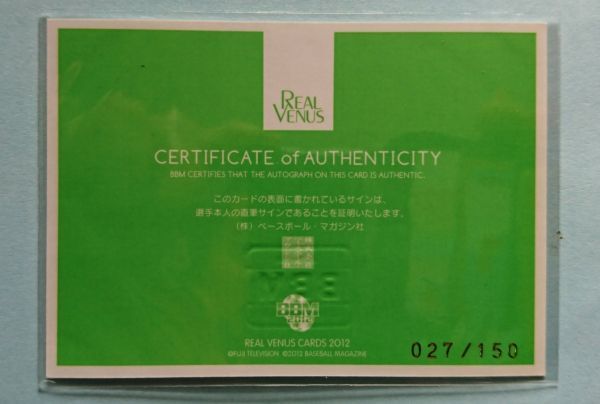 REAL
VENUS
CERTIFICATE of AUTHENTICITY
BBM CERTIFIES THAT THE AUTOGRAPH ON THIS CARD IS AUTHENTIC.
このカードの表面に書かれているサインは、
選手本人の直筆サインであることを証明いたします。
(株)ベースボール・マガジン社
BBM
BBM
2012
REAL VENUS CARDS 2012
©FUJI TELEVISION ©2012 BASEBALL MAGAZINE
027/150